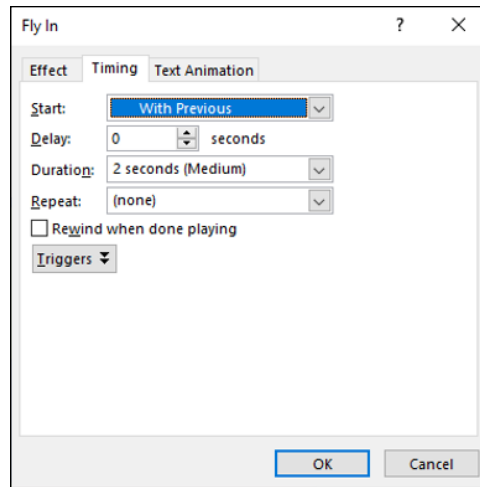 Fly In ? ×
Effect Timing Text Animation
Start: With Previous
Delay: 0 seconds
Duration: 2 seconds (Medium)
Repeat: (none)
Rewind when done playing
Triggers
OK Cancel